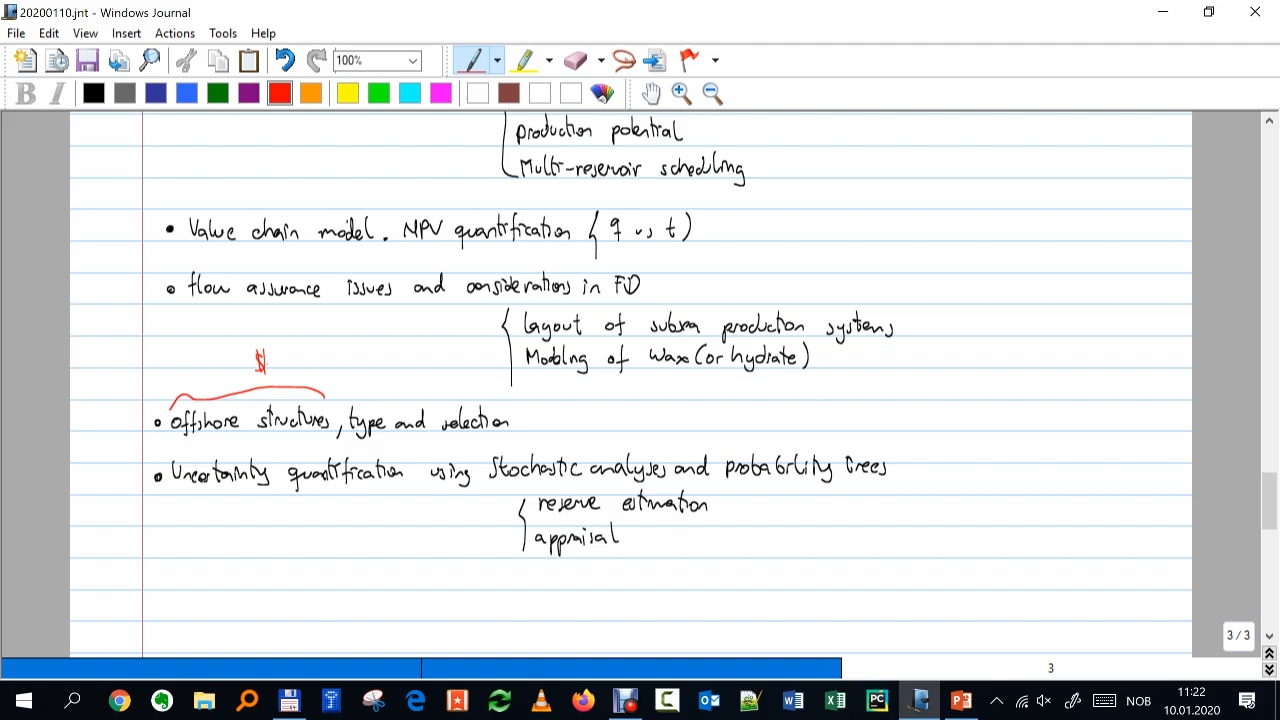 20200110.jnt - Windows Journal
File Edit View Insert Actions Tools Help
100%
B I
production potential
Multi-reservoir scheduling
• Value chain model. NPV quantification { q vs t )
• flow assurance issues and considerations in FD
layout of subsea production systems
Modeling of wax (or hydrate)
$
• offshore structures, type and selection
• Uncertainty quantification using stochastic analyses and probability trees
reserve estimation
appraisal
3 / 3
3
NOB
11:22
10.01.2020